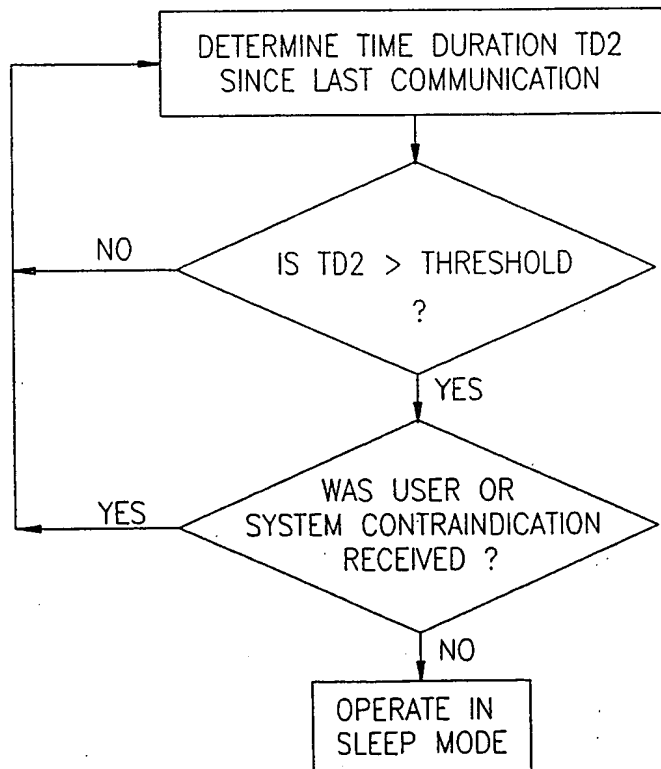 DETERMINE TIME DURATION TD2
SINCE LAST COMMUNICATION
NO
IS TD2 > THRESHOLD
?
YES
WAS USER OR
YES
SYSTEM CONTRAINDICATION
RECEIVED ?
NO
OPERATE IN
SLEEP MODE